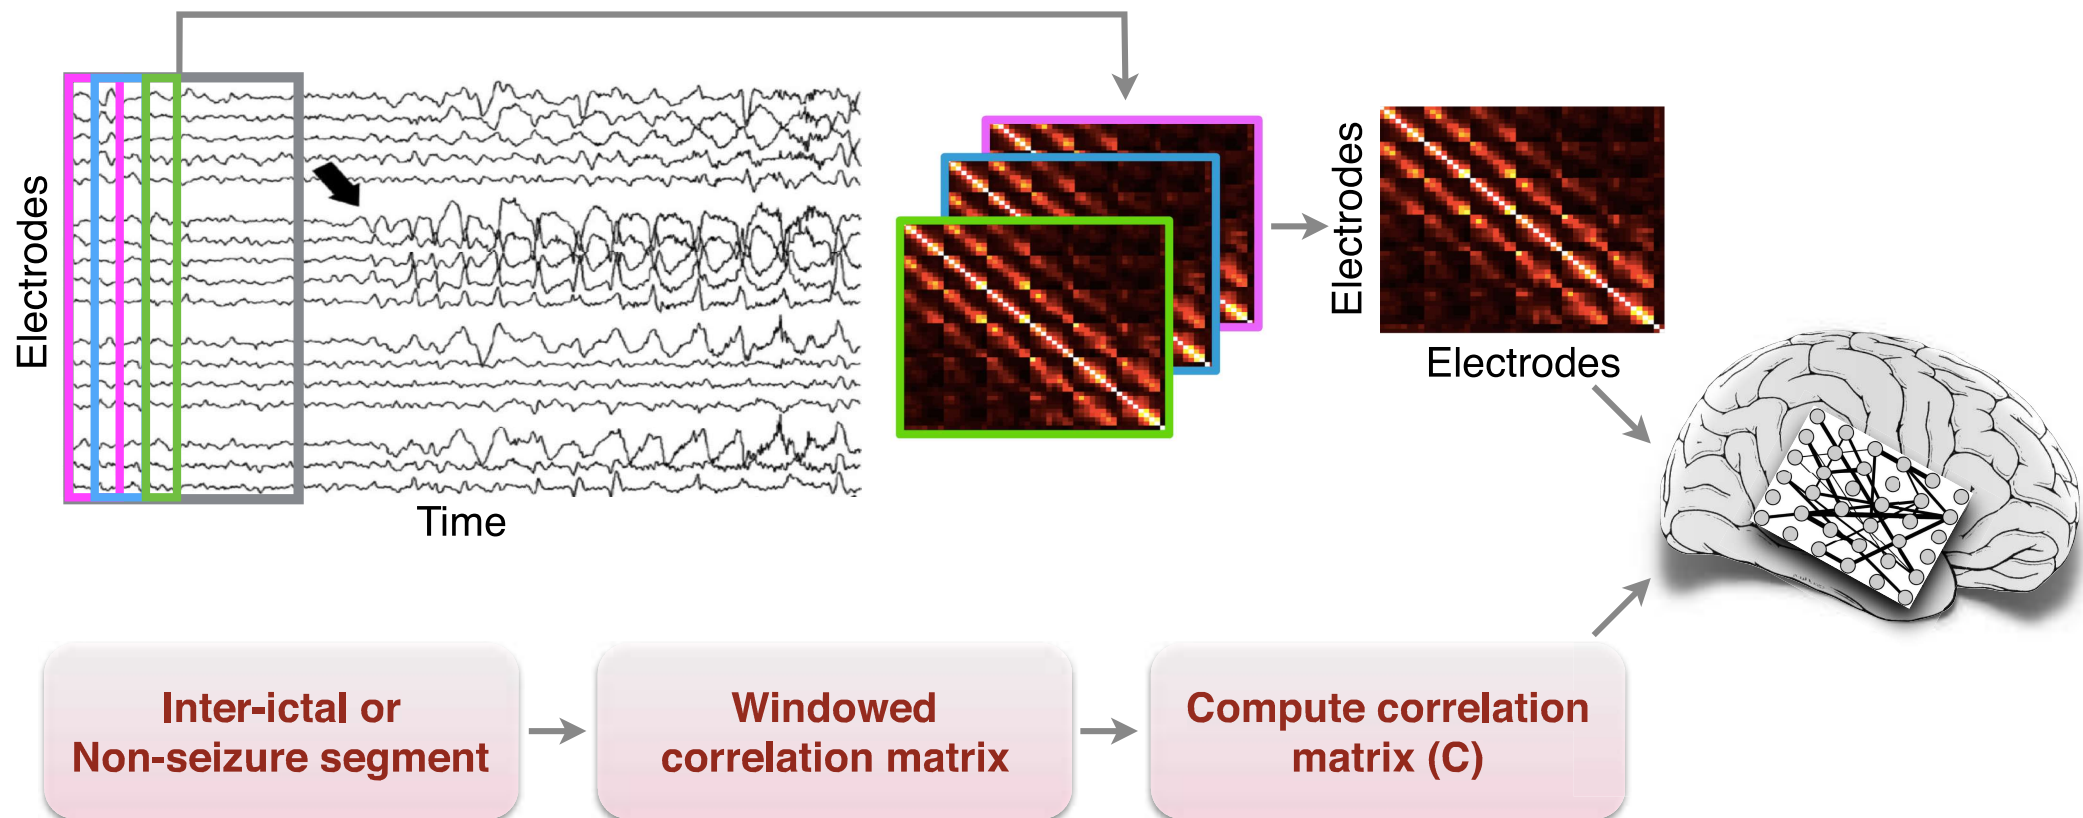 Electrodes
Time
Electrodes
Electrodes
Inter-ictal or
Non-seizure segment
Windowed
correlation matrix
Compute correlation
matrix (C)